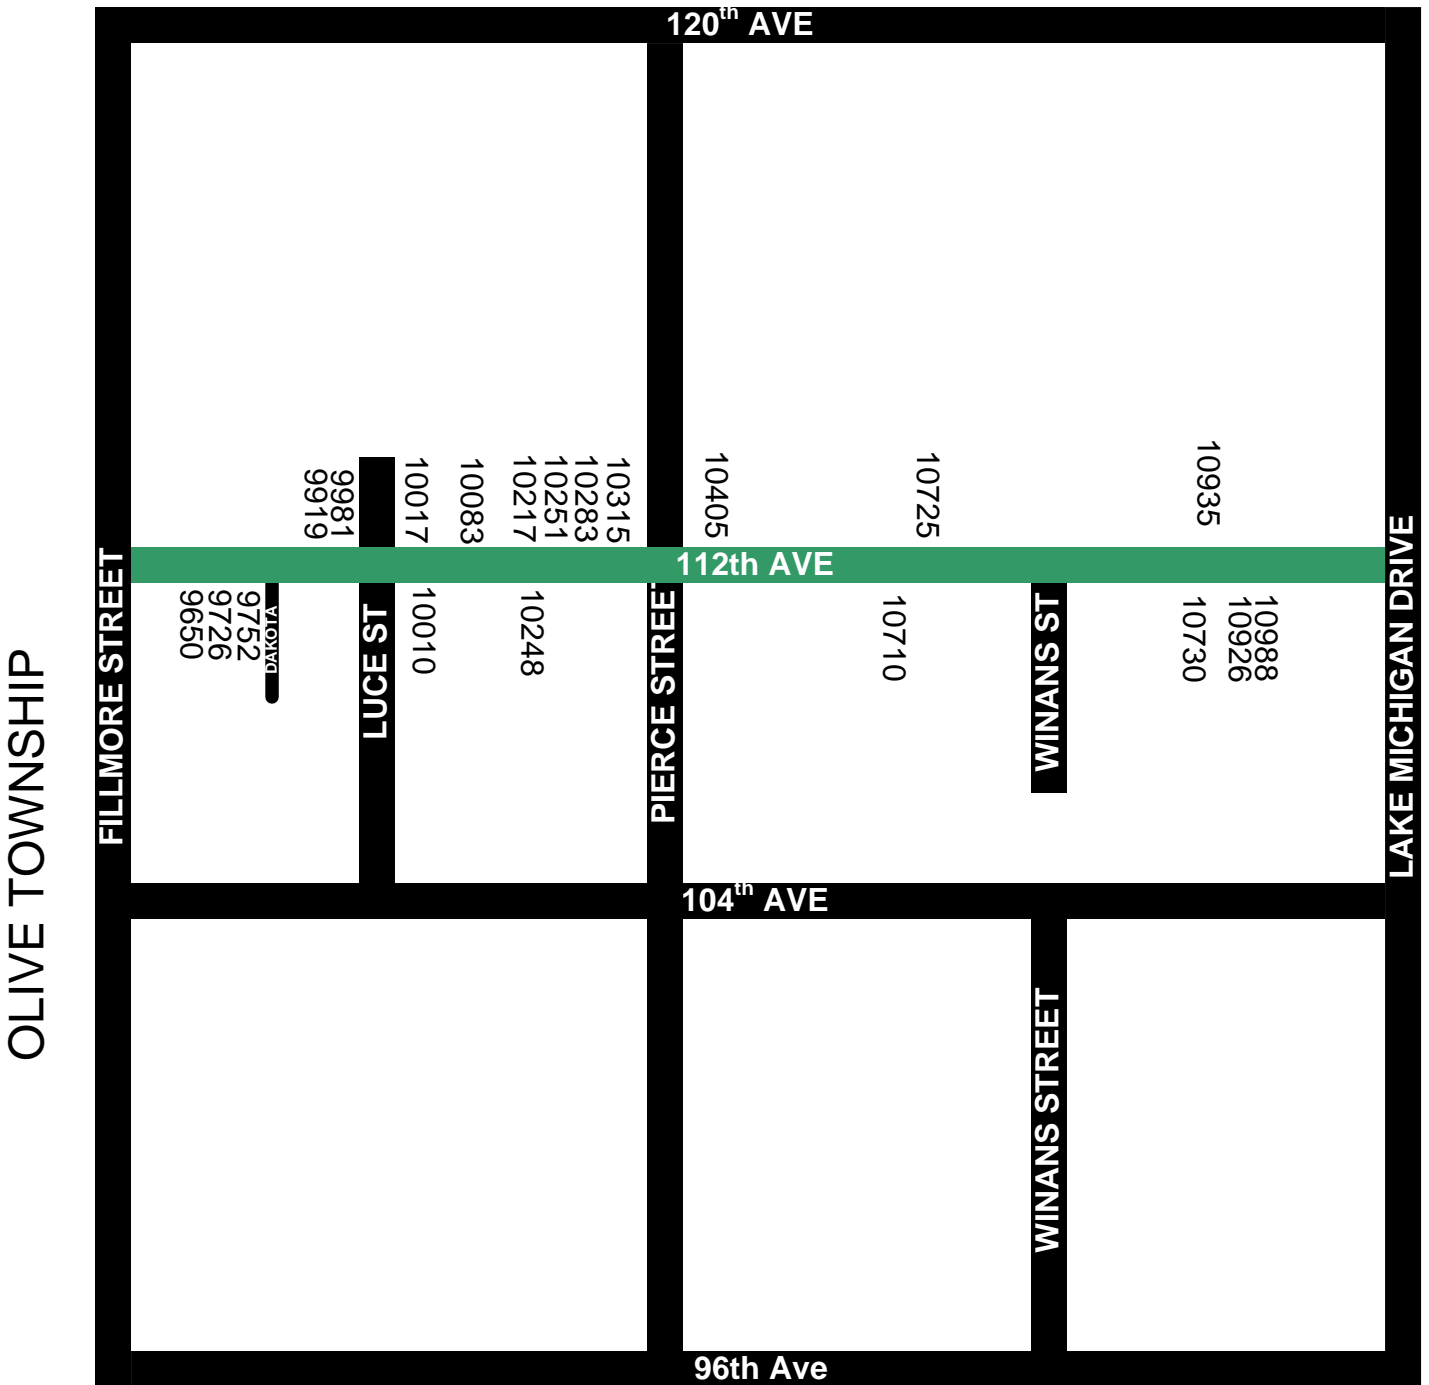 120th AVE
9919
9981
10017
10083
10217
10251
10283
10315
10405
10725
10935
112th AVE
9650
9726
9752
DAKOTA
10010
10248
10710
10730
10926
10988
FILLMORE STREET
LUCE ST
PIERCE STREET
WINANS ST
LAKE MICHIGAN DRIVE
OLIVE TOWNSHIP
104th AVE
WINANS STREET
96th Ave